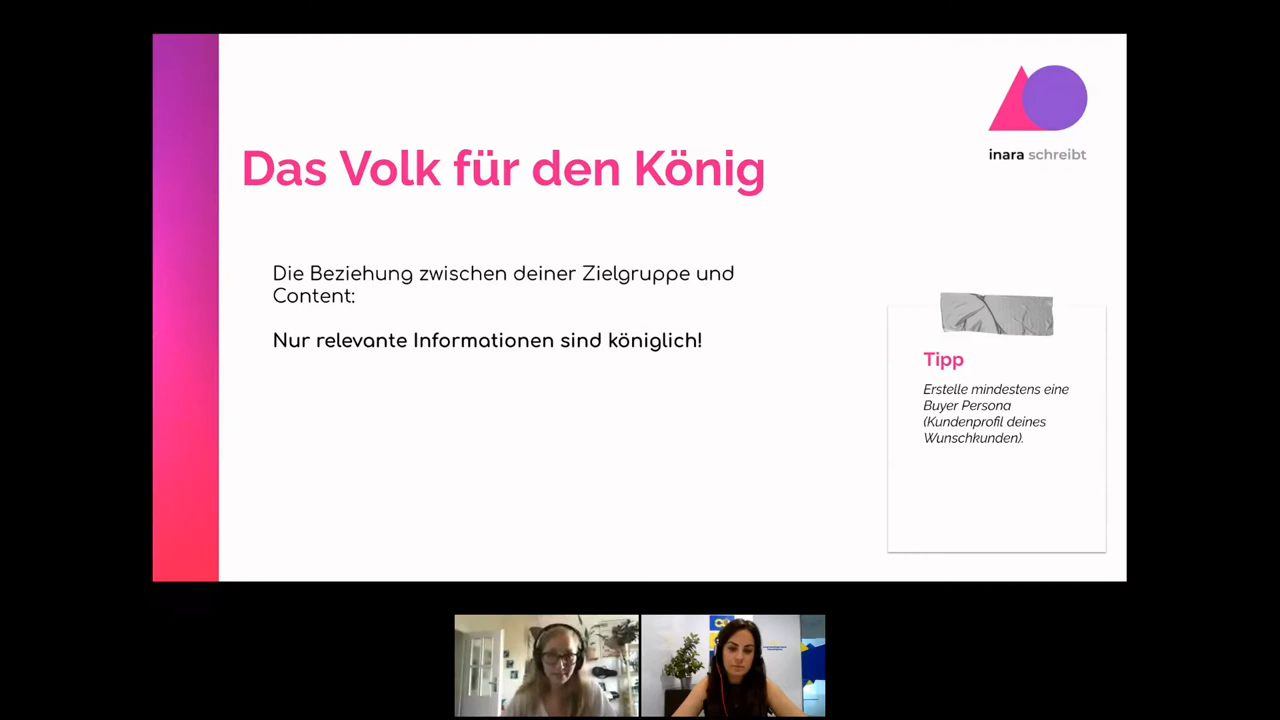 inara schreibt
Das Volk für den König
Die Beziehung zwischen deiner Zielgruppe und
Content:
Nur relevante Informationen sind königlich!
Tipp
Erstelle mindestens eine
Buyer Persona
(Kundenprofil deines
Wunschkunden).